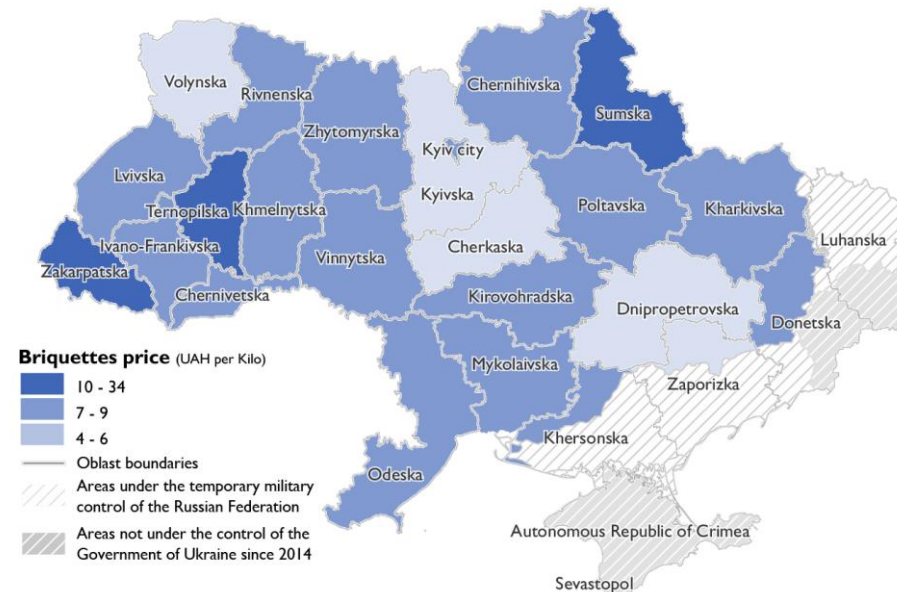 Volynska
Rivnenska
Zhytomyrska
Chernihivska
Sumska
Kyiv city
Kyivska
Lvivska
Ternopilska
Khmelnytska
Poltavska
Kharkivska
Luhanska
Ivano-Frankivska
Zakarpatska
Vinnytska
Cherkaska
Chernivetska
Kirovohradska
Dnipropetrovska
Donetska
Mykolaivska
Zaporizka
Khersonska
Odeska
Autonomous Republic of Crimea
Sevastopol
Briquettes price (UAH per Kilo)
10 - 34
7 - 9
4 - 6
Oblast boundaries
Areas under the temporary military
control of the Russian Federation
Areas not under the control of the
Government of Ukraine since 2014